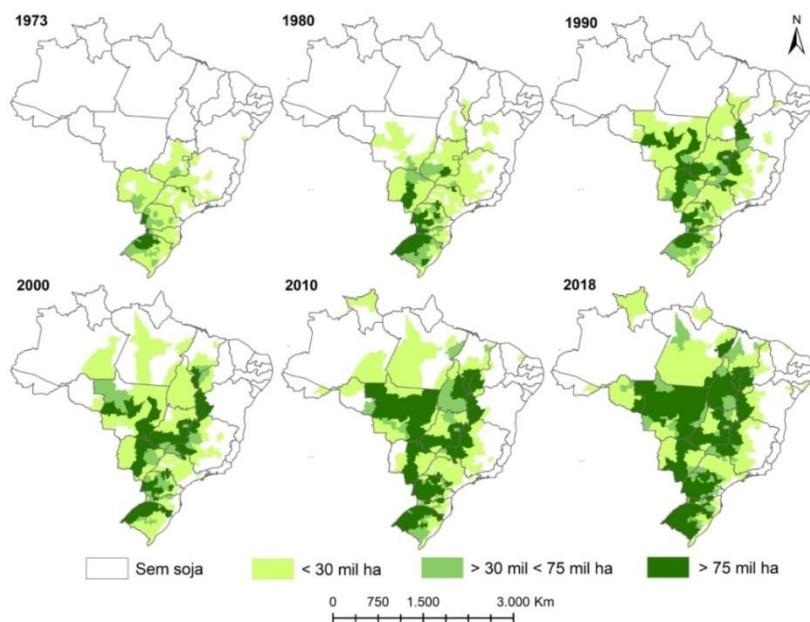 1973
1980
1990
N
2000
2010
2018
Sem soja
< 30 mil ha
> 30 mil < 75 mil ha
> 75 mil ha
0 750 1.500 3.000 Km